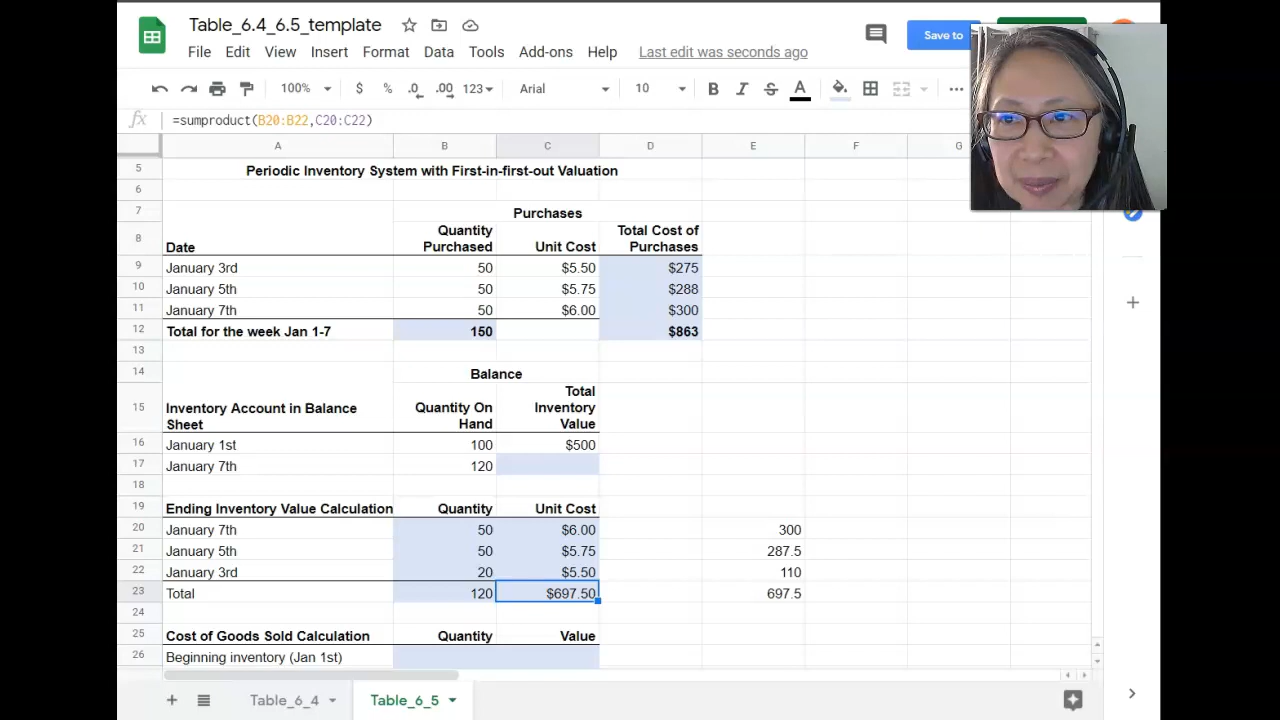 Table_6.4_6.5_template
File Edit View Insert Format Data Tools Add-ons Help Last edit was seconds ago
Save to
100% $ % .0 .00 123 Arial 10 B I S A
fx =sumproduct(B20:B22,C20:C22)
A B C D E F G
5 Periodic Inventory System with First-in-first-out Valuation
6
7 Purchases
8 Date Quantity Purchased Unit Cost Total Cost of Purchases
9 January 3rd 50 $5.50 $275
10 January 5th 50 $5.75 $288
11 January 7th 50 $6.00 $300
12 Total for the week Jan 1-7 150 $863
13
14 Balance
15 Inventory Account in Balance Sheet Quantity On Hand Total Inventory Value
16 January 1st 100 $500
17 January 7th 120
18
19 Ending Inventory Value Calculation Quantity Unit Cost
20 January 7th 50 $6.00 300
21 January 5th 50 $5.75 287.5
22 January 3rd 20 $5.50 110
23 Total 120 $697.50 697.5
24
25 Cost of Goods Sold Calculation Quantity Value
26 Beginning inventory (Jan 1st)
Table_6_4 Table_6_5